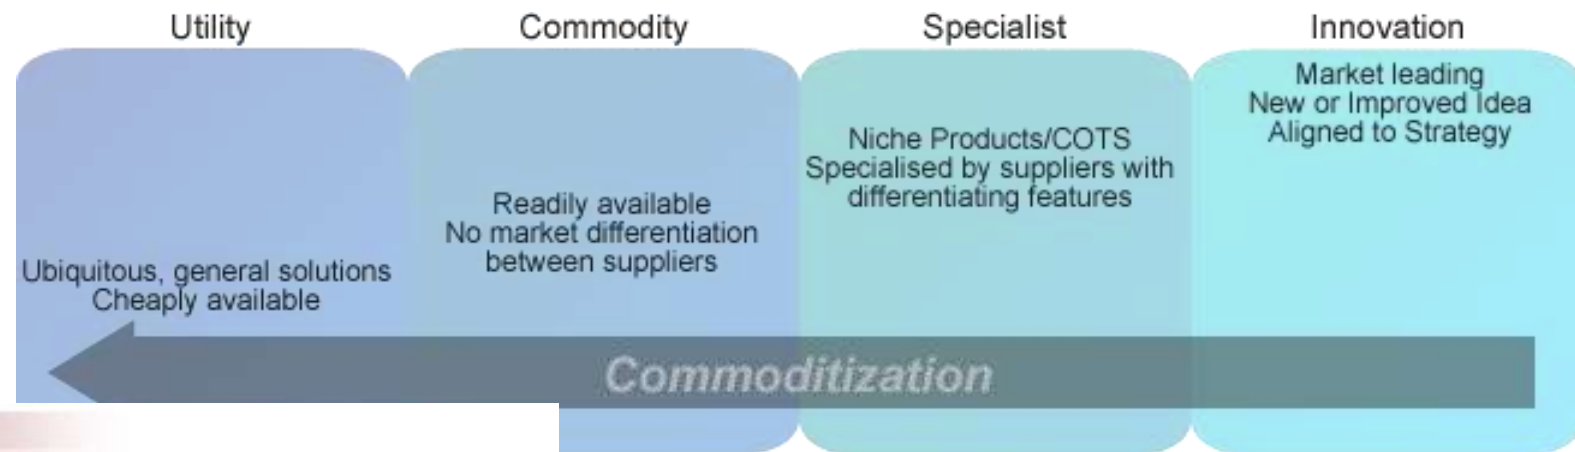 Utility
Commodity
Specialist
Innovation
Ubiquitous, general solutions
Cheaply available
Readily available
No market differentiation
between suppliers
Niche Products/COTS
Specialised by suppliers with
differentiating features
Market leading
New or Improved Idea
Aligned to Strategy
Commoditization